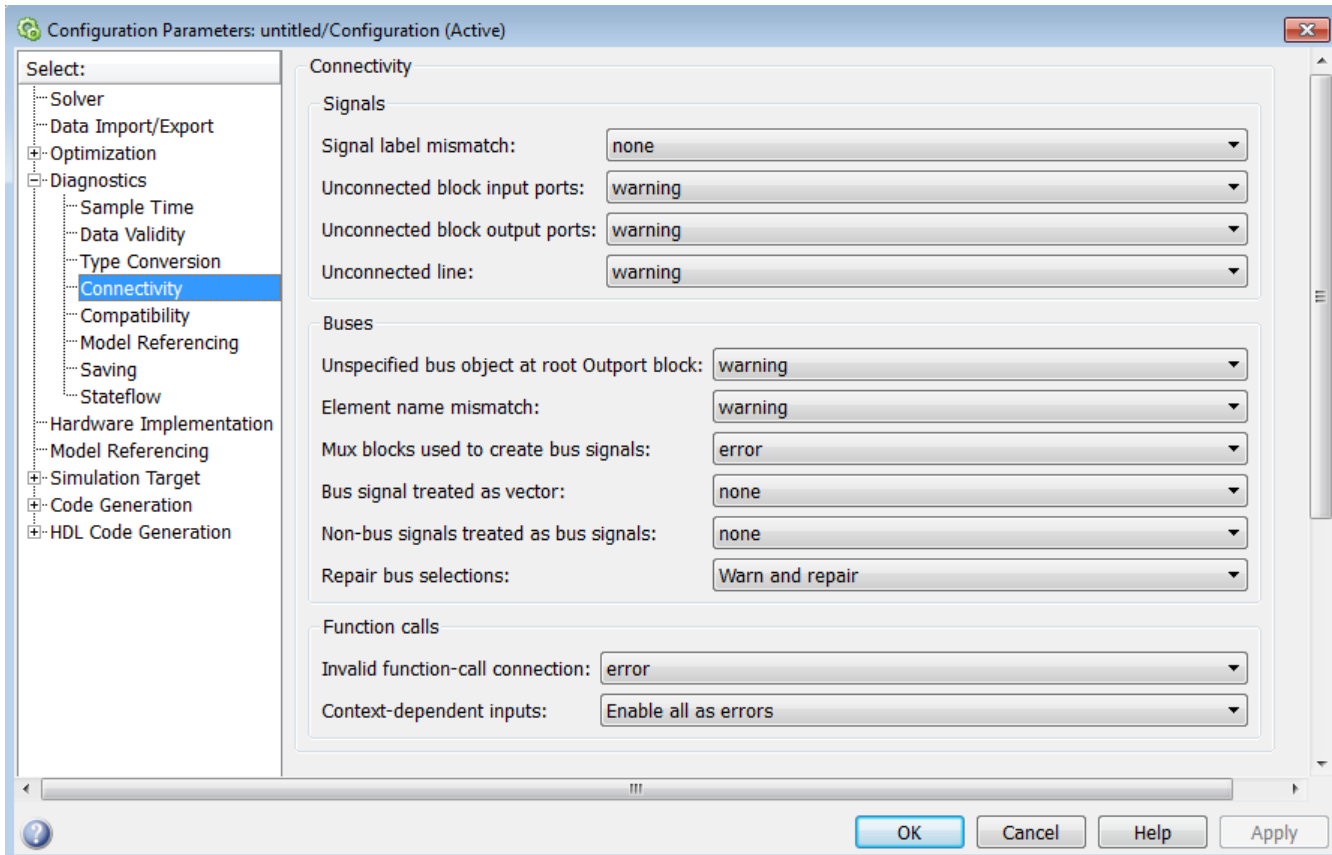 Configuration Parameters: untitled/Configuration (Active)
Select:
Solver
Data Import/Export
Optimization
Diagnostics
Sample Time
Data Validity
Type Conversion
Connectivity
Compatibility
Model Referencing
Saving
Stateflow
Hardware Implementation
Model Referencing
Simulation Target
Code Generation
HDL Code Generation
Connectivity
Signals
Signal label mismatch: none
Unconnected block input ports: warning
Unconnected block output ports: warning
Unconnected line: warning
Buses
Unspecified bus object at root Outport block: warning
Element name mismatch: warning
Mux blocks used to create bus signals: error
Bus signal treated as vector: none
Non-bus signals treated as bus signals: none
Repair bus selections: Warn and repair
Function calls
Invalid function-call connection: error
Context-dependent inputs: Enable all as errors
OK Cancel Help Apply